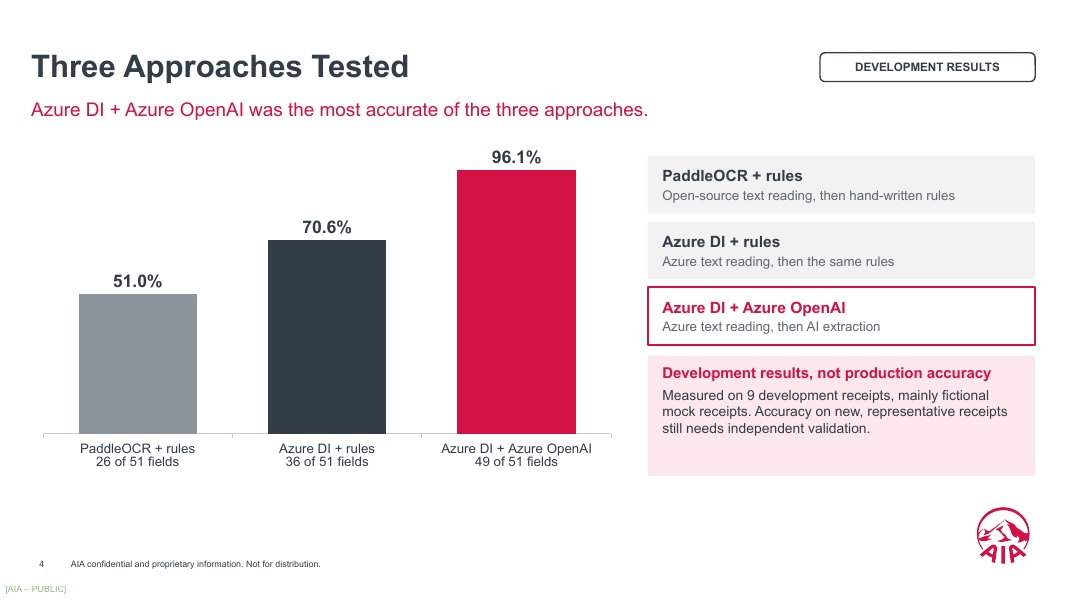 Three Approaches Tested
DEVELOPMENT RESULTS
Azure DI + Azure OpenAI was the most accurate of the three approaches.
96.1%
70.6%
51.0%
PaddleOCR + rules
26 of 51 fields
Azure DI + rules
36 of 51 fields
Azure DI + Azure OpenAI
49 of 51 fields
PaddleOCR + rules
Open-source text reading, then hand-written rules
Azure DI + rules
Azure text reading, then the same rules
Azure DI + Azure OpenAI
Azure text reading, then AI extraction
Development results, not production accuracy
Measured on 9 development receipts, mainly fictional
mock receipts. Accuracy on new, representative receipts
still needs independent validation.
AIA
4
AIA confidential and proprietary information. Not for distribution.
[AIA – PUBLIC]